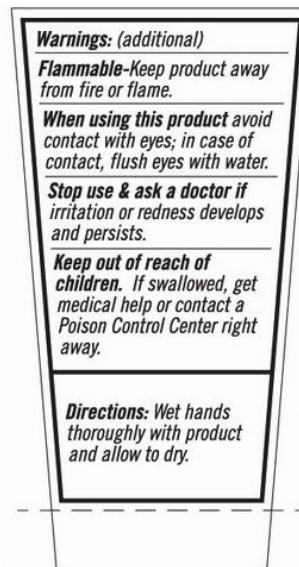 Warnings: (additional)
Flammable-Keep product away
from fire or flame.
When using this product avoid
contact with eyes; in case of
contact, flush eyes with water.
Stop use & ask a doctor if
irritation or redness develops
and persists.
Keep out of reach of
children. If swallowed, get
medical help or contact a
Poison Control Center right
away.
Directions: Wet hands
thoroughly with product
and allow to dry.